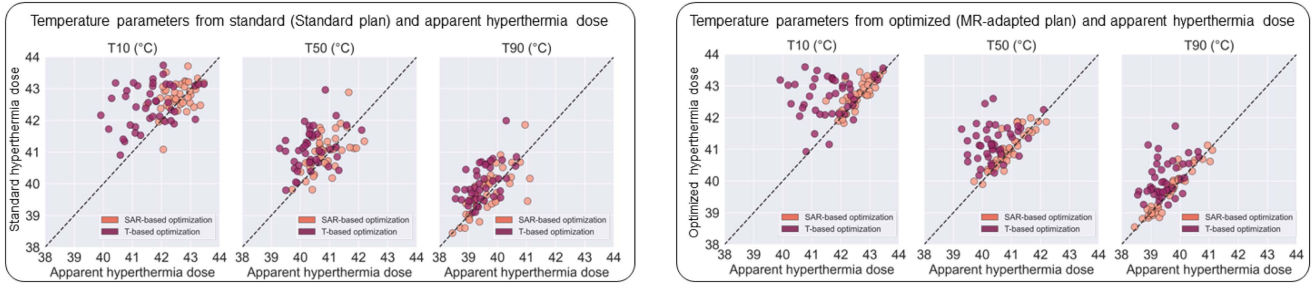 Temperature parameters from standard (Standard plan) and apparent hyperthermia dose
T10 (°C)
T50 (°C)
T90 (°C)
Standard hyperthermia dose
44
43
42
41
40
39
38
SAR-based optimization
T-based optimization
SAR-based optimization
T-based optimization
SAR-based optimization
T-based optimization
38 39 40 41 42 43 44
38 39 40 41 42 43 44
38 39 40 41 42 43 44
Apparent hyperthermia dose
Apparent hyperthermia dose
Apparent hyperthermia dose
Temperature parameters from optimized (MR-adapted plan) and apparent hyperthermia dose
T10 (°C)
T50 (°C)
T90 (°C)
Optimized hyperthermia dose
44
43
42
41
40
39
38
SAR-based optimization
T-based optimization
SAR-based optimization
T-based optimization
SAR-based optimization
T-based optimization
38 39 40 41 42 43 44
38 39 40 41 42 43 44
38 39 40 41 42 43 44
Apparent hyperthermia dose
Apparent hyperthermia dose
Apparent hyperthermia dose